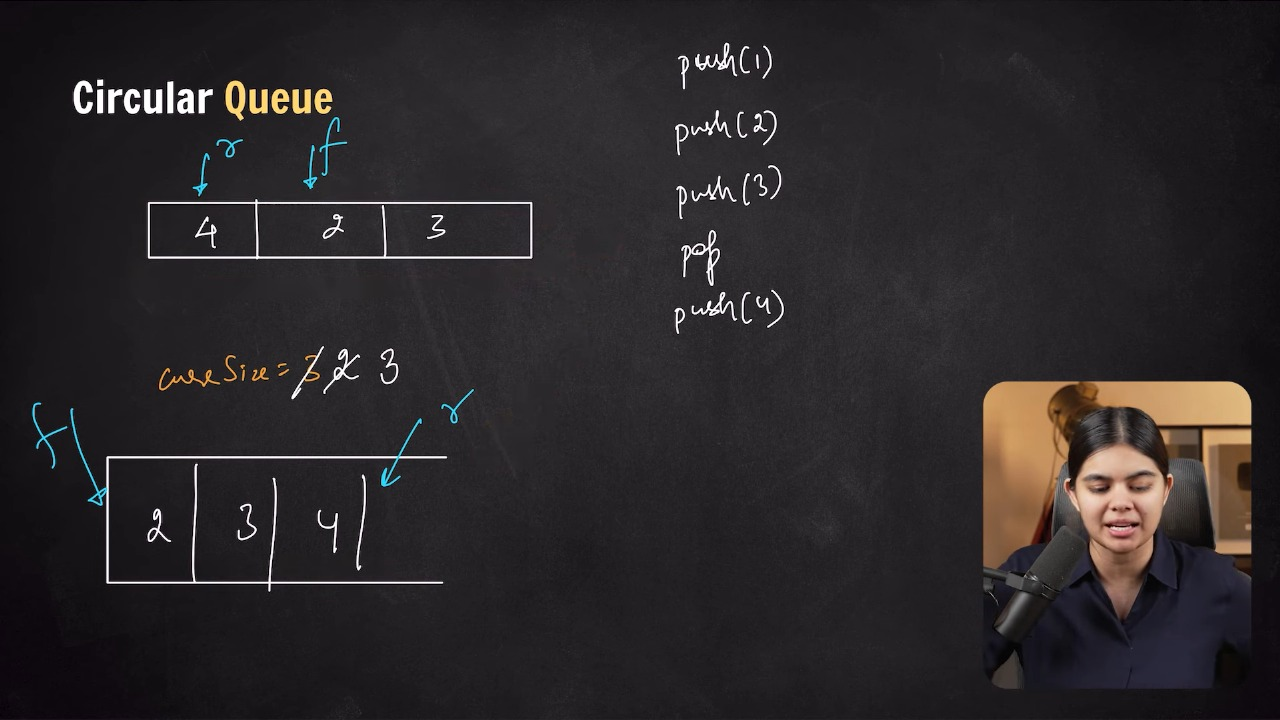 Circular Queue
r f
4 2 3
currSize = 3 2 3
f r
2 3 4
push(1)
push(2)
push(3)
pop
push(4)